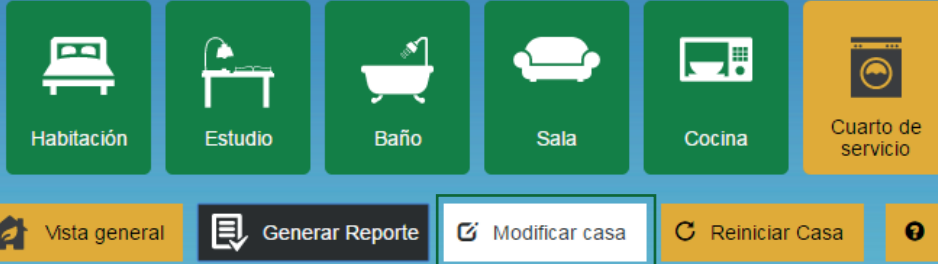 Habitación
Estudio
Baño
Sala
Cocina
Cuarto de
servicio
Vista general
Generar Reporte
Modificar casa
Reiniciar Casa
?